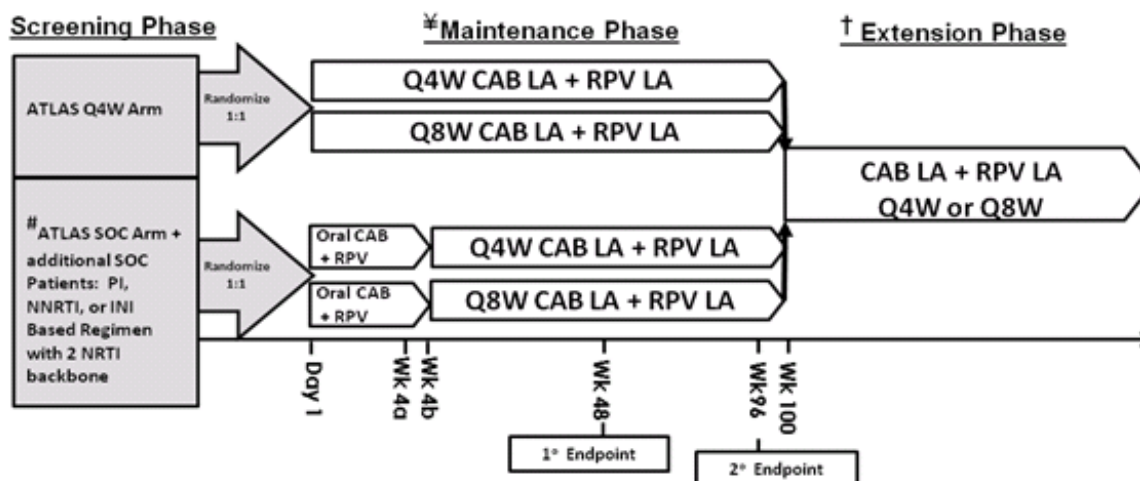 Screening Phase
¥Maintenance Phase
† Extension Phase
ATLAS Q4W Arm
Randomize
1:1
Q4W CAB LA + RPV LA
Q8W CAB LA + RPV LA
CAB LA + RPV LA
Q4W or Q8W
#ATLAS SOC Arm +
additional SOC
Patients: PI,
NNRTI, or INI
Based Regimen
with 2 NRTI
backbone
Randomize
1:1
Oral CAB
+ RPV
Q4W CAB LA + RPV LA
Oral CAB
+ RPV
Q8W CAB LA + RPV LA
Day 1
Wk 4a
Wk 4b
Wk 48
Wk96
Wk 100
1° Endpoint
2° Endpoint